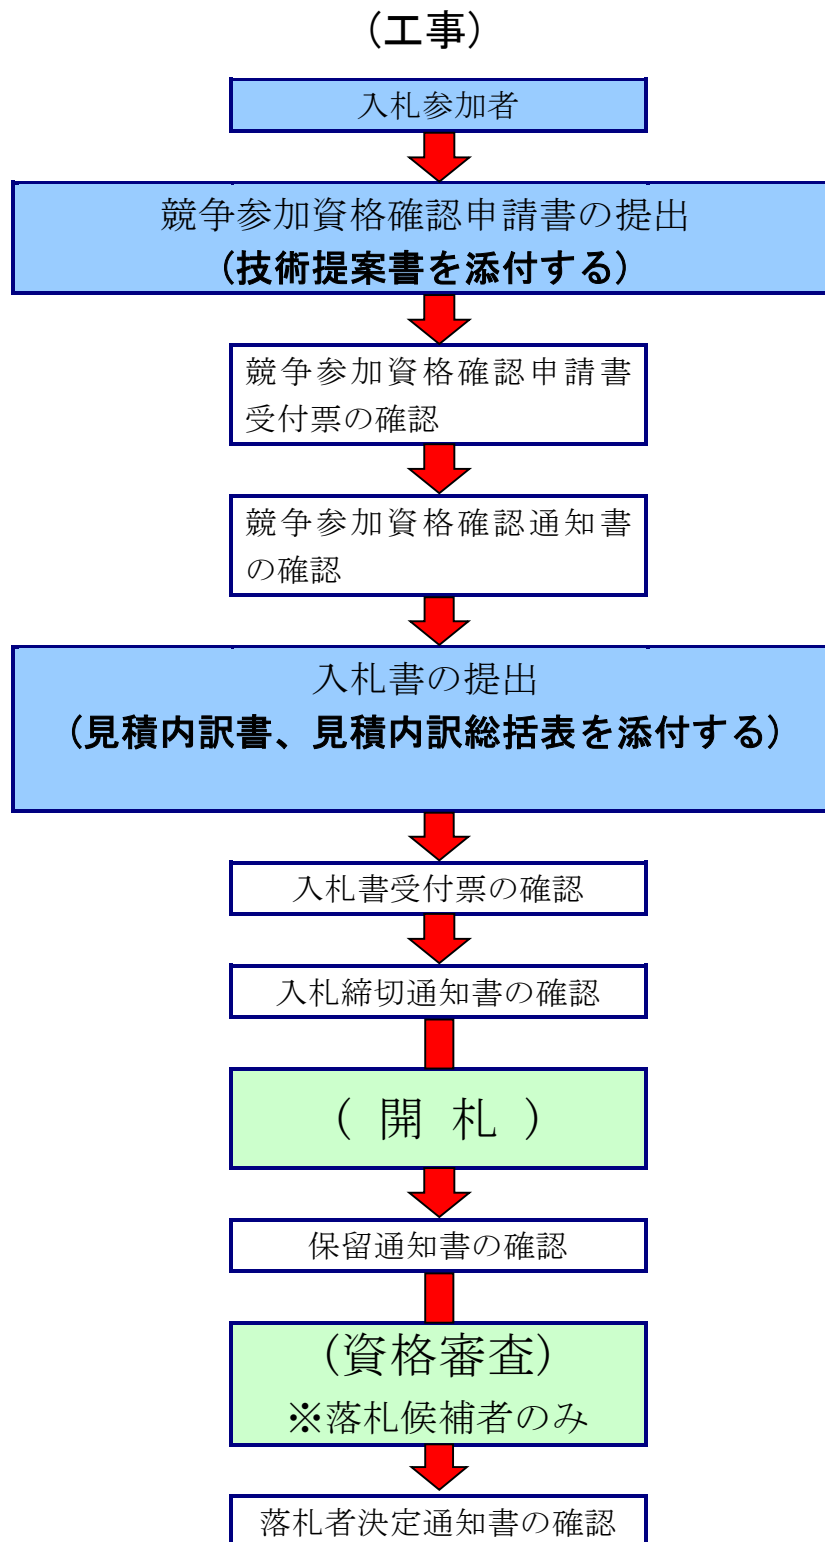 (工事)
入札参加者
競争参加資格確認申請書の提出
(技術提案書を添付する)
競争参加資格確認申請書
受付票の確認
競争参加資格確認通知書
の確認
入札書の提出
(見積内訳書、見積内訳総括表を添付する)
入札書受付票の確認
入札締切通知書の確認
( 開 札 )
保留通知書の確認
(資格審査)
※落札候補者のみ
落札者決定通知書の確認